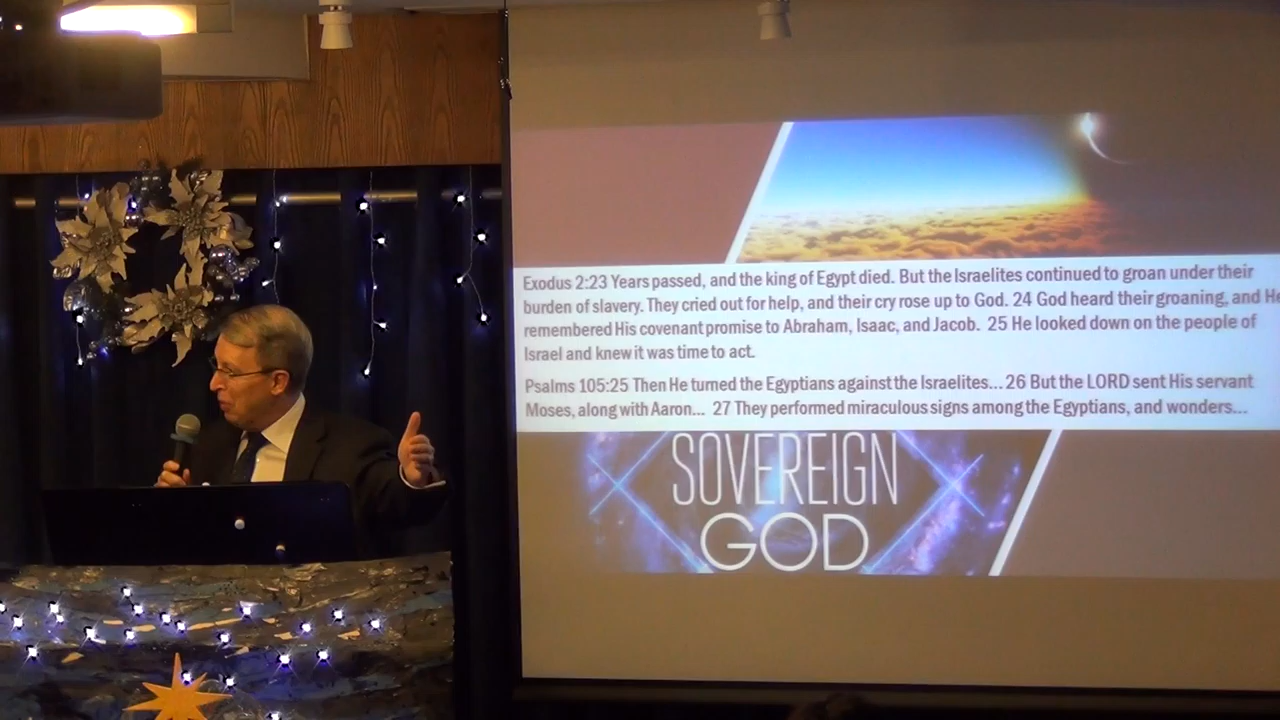 Exodus 2:23 Years passed, and the king of Egypt died. But the Israelites continued to groan under their
burden of slavery. They cried out for help, and their cry rose up to God. 24 God heard their groaning, and He
remembered His covenant promise to Abraham, Isaac, and Jacob. 25 He looked down on the people of
Israel and knew it was time to act.
Psalms 105:25 Then He turned the Egyptians against the Israelites... 26 But the LORD sent His servant
Moses, along with Aaron... 27 They performed miraculous signs among the Egyptians, and wonders...
SOVEREIGN
GOD